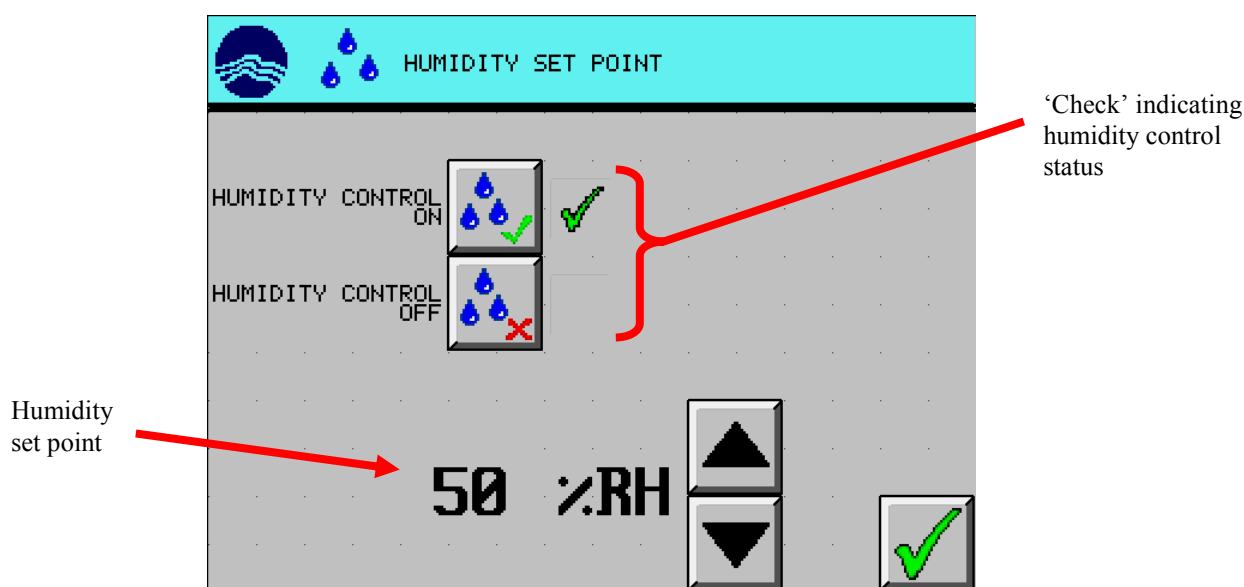 HUMIDITY SET POINT
‘Check’ indicating
humidity control
status
HUMIDITY CONTROL
ON
HUMIDITY CONTROL
OFF
Humidity
set point
50 %RH